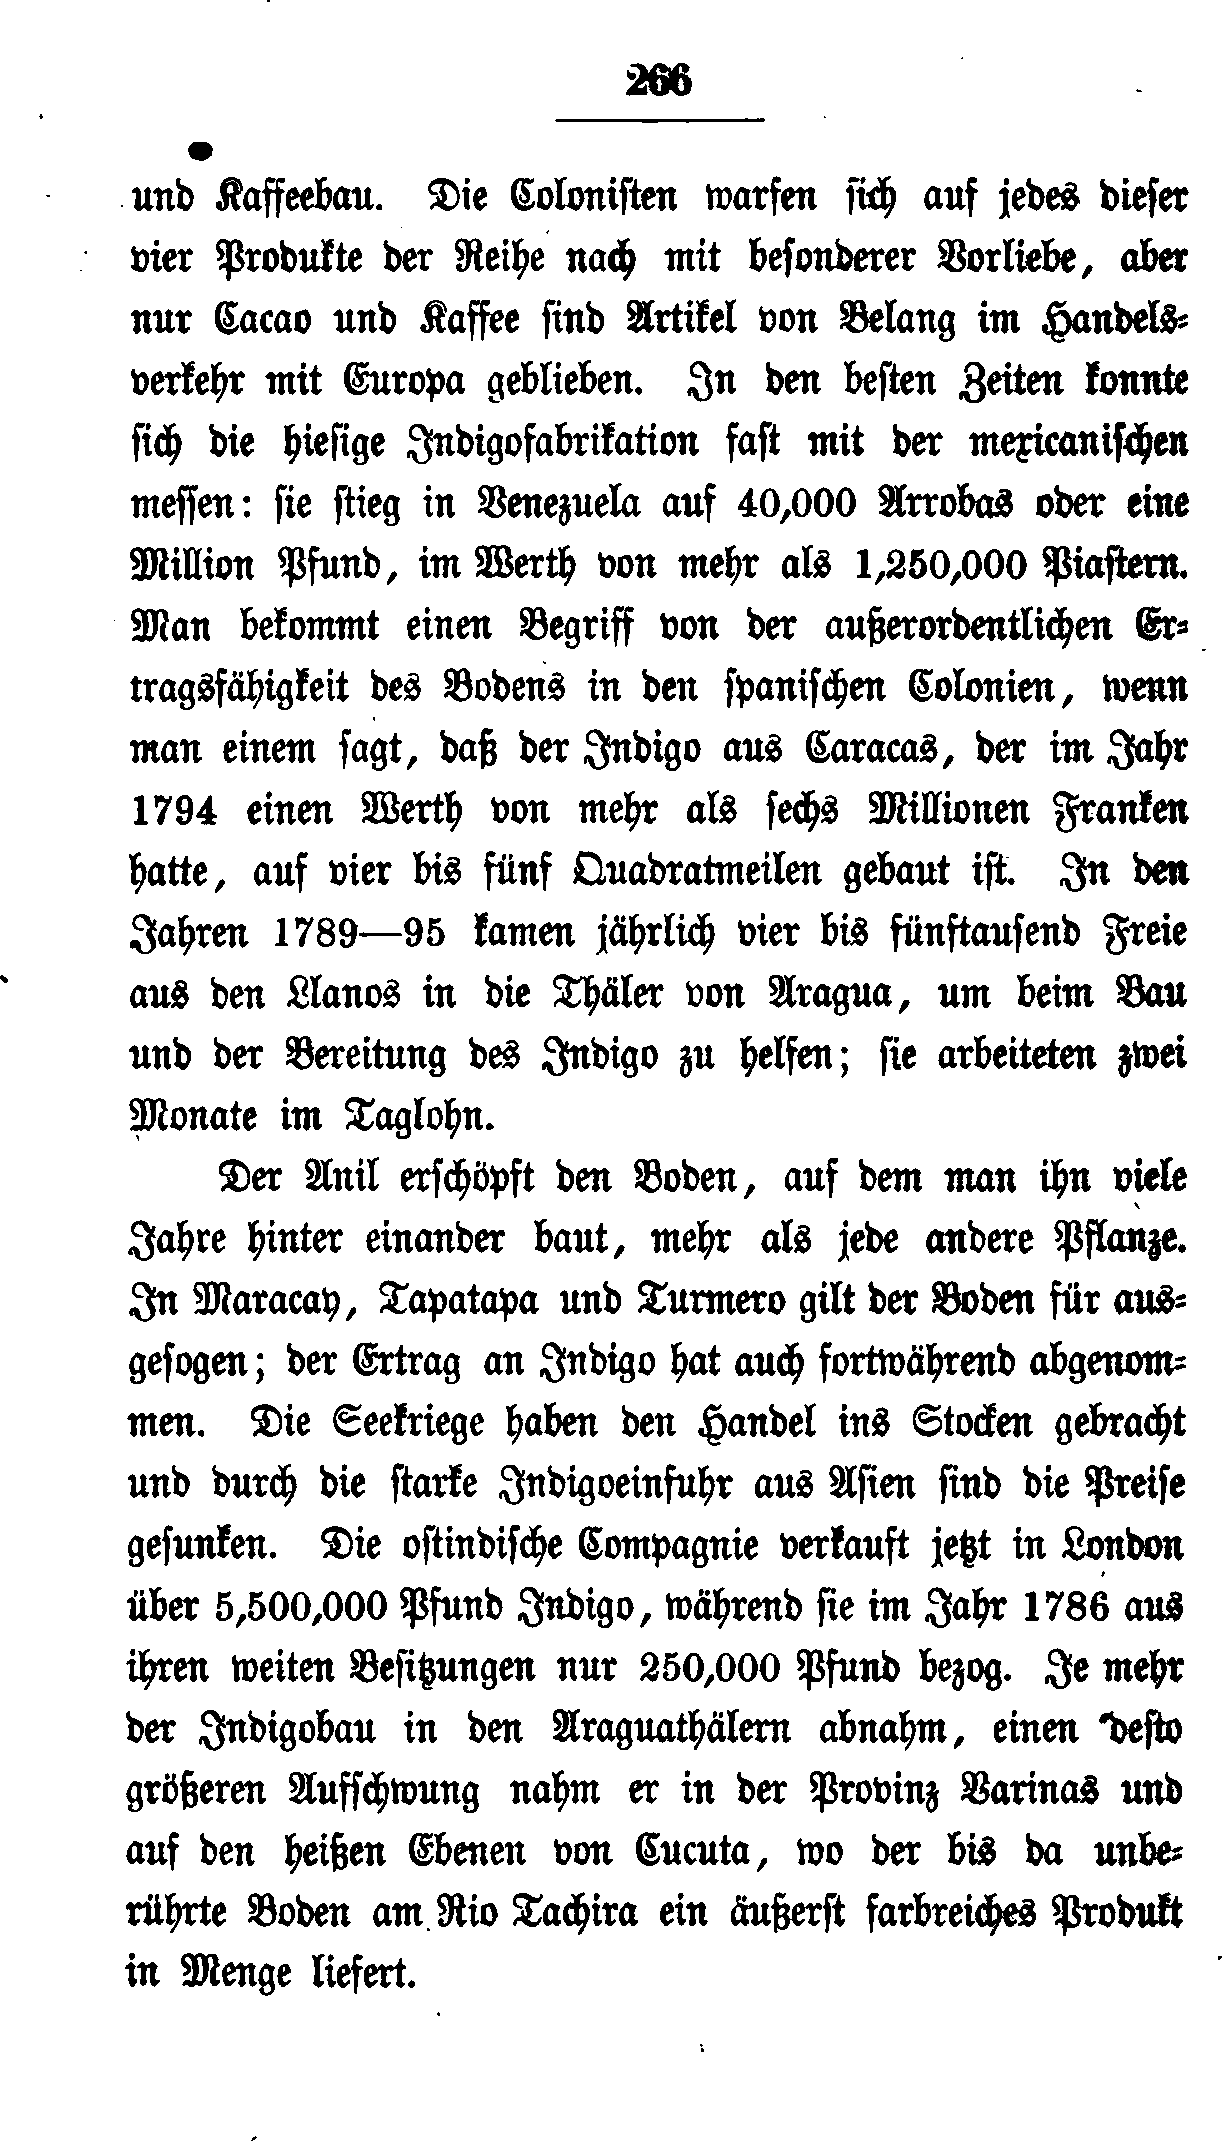 266
und Kaffeebau. Die Coloniſten warfen ſich auf jedes dieſer
vier Produkte der Reihe nach mit beſonderer Vorliebe, aber
nur Cacao und Kaffee ſind Artikel von Belang im Handels-
verkehr mit Europa geblieben. In den beſten Zeiten konnte
ſich die hieſige Indigofabrikation faſt mit der mexicaniſchen
meſſen: ſie ſtieg in Venezuela auf 40,000 Arrobas oder eine
Million Pfund, im Werth von mehr als 1,250,000 Piaſtern.
Man bekommt einen Begriff von der außerordentlichen Er-
tragsfähigkeit des Bodens in den ſpaniſchen Colonien, wenn
man einem ſagt, daß der Indigo aus Caracas, der im Jahr
1794 einen Werth von mehr als ſechs Millionen Franken
hatte, auf vier bis fünf Quadratmeilen gebaut iſt. In den
Jahren 1789—95 kamen jährlich vier bis fünftauſend Freie
aus den Llanos in die Thäler von Aragua, um beim Bau
und der Bereitung des Indigo zu helfen; ſie arbeiteten zwei
Monate im Taglohn.
Der Anil erſchöpft den Boden, auf dem man ihn viele
Jahre hinter einander baut, mehr als jede andere Pflanze.
In Maracay, Tapatapa und Turmero gilt der Boden für aus-
geſogen; der Ertrag an Indigo hat auch fortwährend abgenom-
men. Die Seekriege haben den Handel ins Stocken gebracht
und durch die ſtarke Indigoeinfuhr aus Aſien ſind die Preiſe
geſunken. Die oſtindiſche Compagnie verkauft jetzt in London
über 5,500,000 Pfund Indigo, während ſie im Jahr 1786 aus
ihren weiten Beſitzungen nur 250,000 Pfund bezog. Je mehr
der Indigobau in den Araguathälern abnahm, einen deſto
größeren Aufſchwung nahm er in der Provinz Varinas und
auf den heißen Ebenen von Cucuta, wo der bis da unbe-
rührte Boden am Rio Tachira ein äußerſt farbreiches Produkt
in Menge liefert.